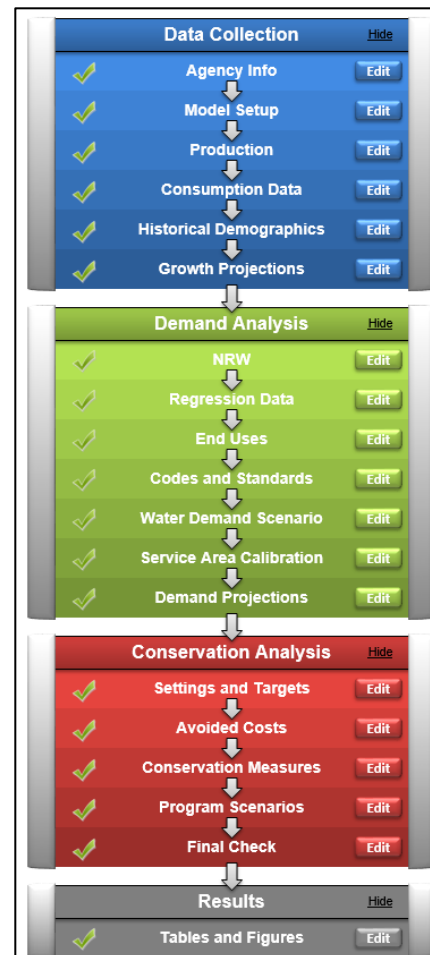 Data Collection Hide
Agency Info Edit
Model Setup Edit
Production Edit
Consumption Data Edit
Historical Demographics Edit
Growth Projections Edit
Demand Analysis Hide
NRW Edit
Regression Data Edit
End Uses Edit
Codes and Standards Edit
Water Demand Scenario Edit
Service Area Calibration Edit
Demand Projections Edit
Conservation Analysis Hide
Settings and Targets Edit
Avoided Costs Edit
Conservation Measures Edit
Program Scenarios Edit
Final Check Edit
Results Hide
Tables and Figures Edit